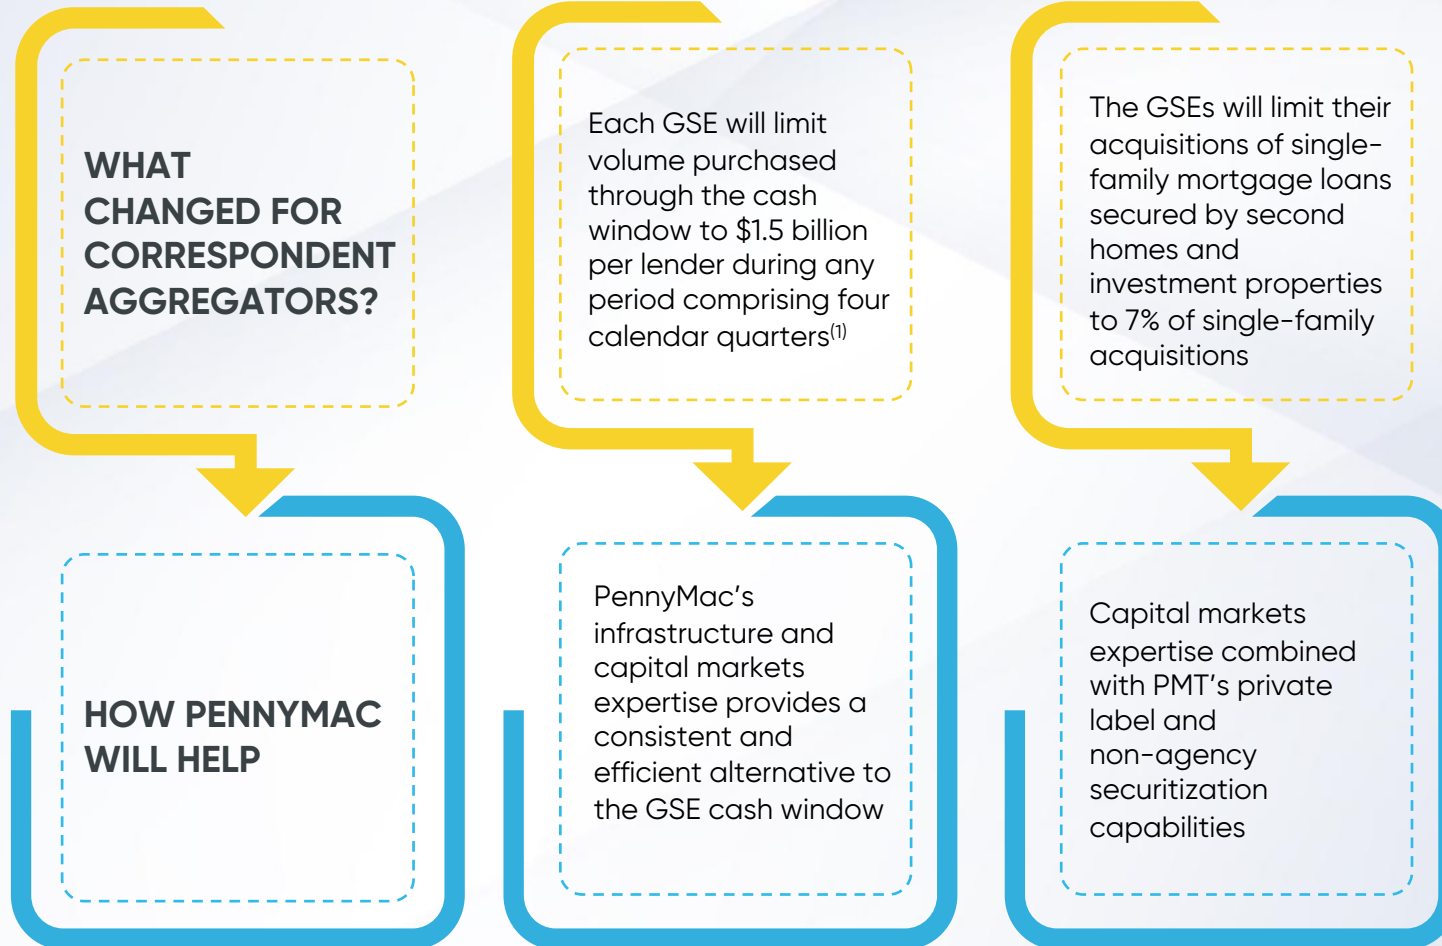 WHAT
CHANGED FOR
CORRESPONDENT
AGGREGATORS?
Each GSE will limit
volume purchased
through the cash
window to $1.5 billion
per lender during any
period comprising four
calendar quarters(1)
The GSEs will limit their
acquisitions of single-
family mortgage loans
secured by second
homes and
investment properties
to 7% of single-family
acquisitions
HOW PENNYMAC
WILL HELP
PennyMac’s
infrastructure and
capital markets
expertise provides a
consistent and
efficient alternative to
the GSE cash window
Capital markets
expertise combined
with PMT’s private
label and
non-agency
securitization
capabilities